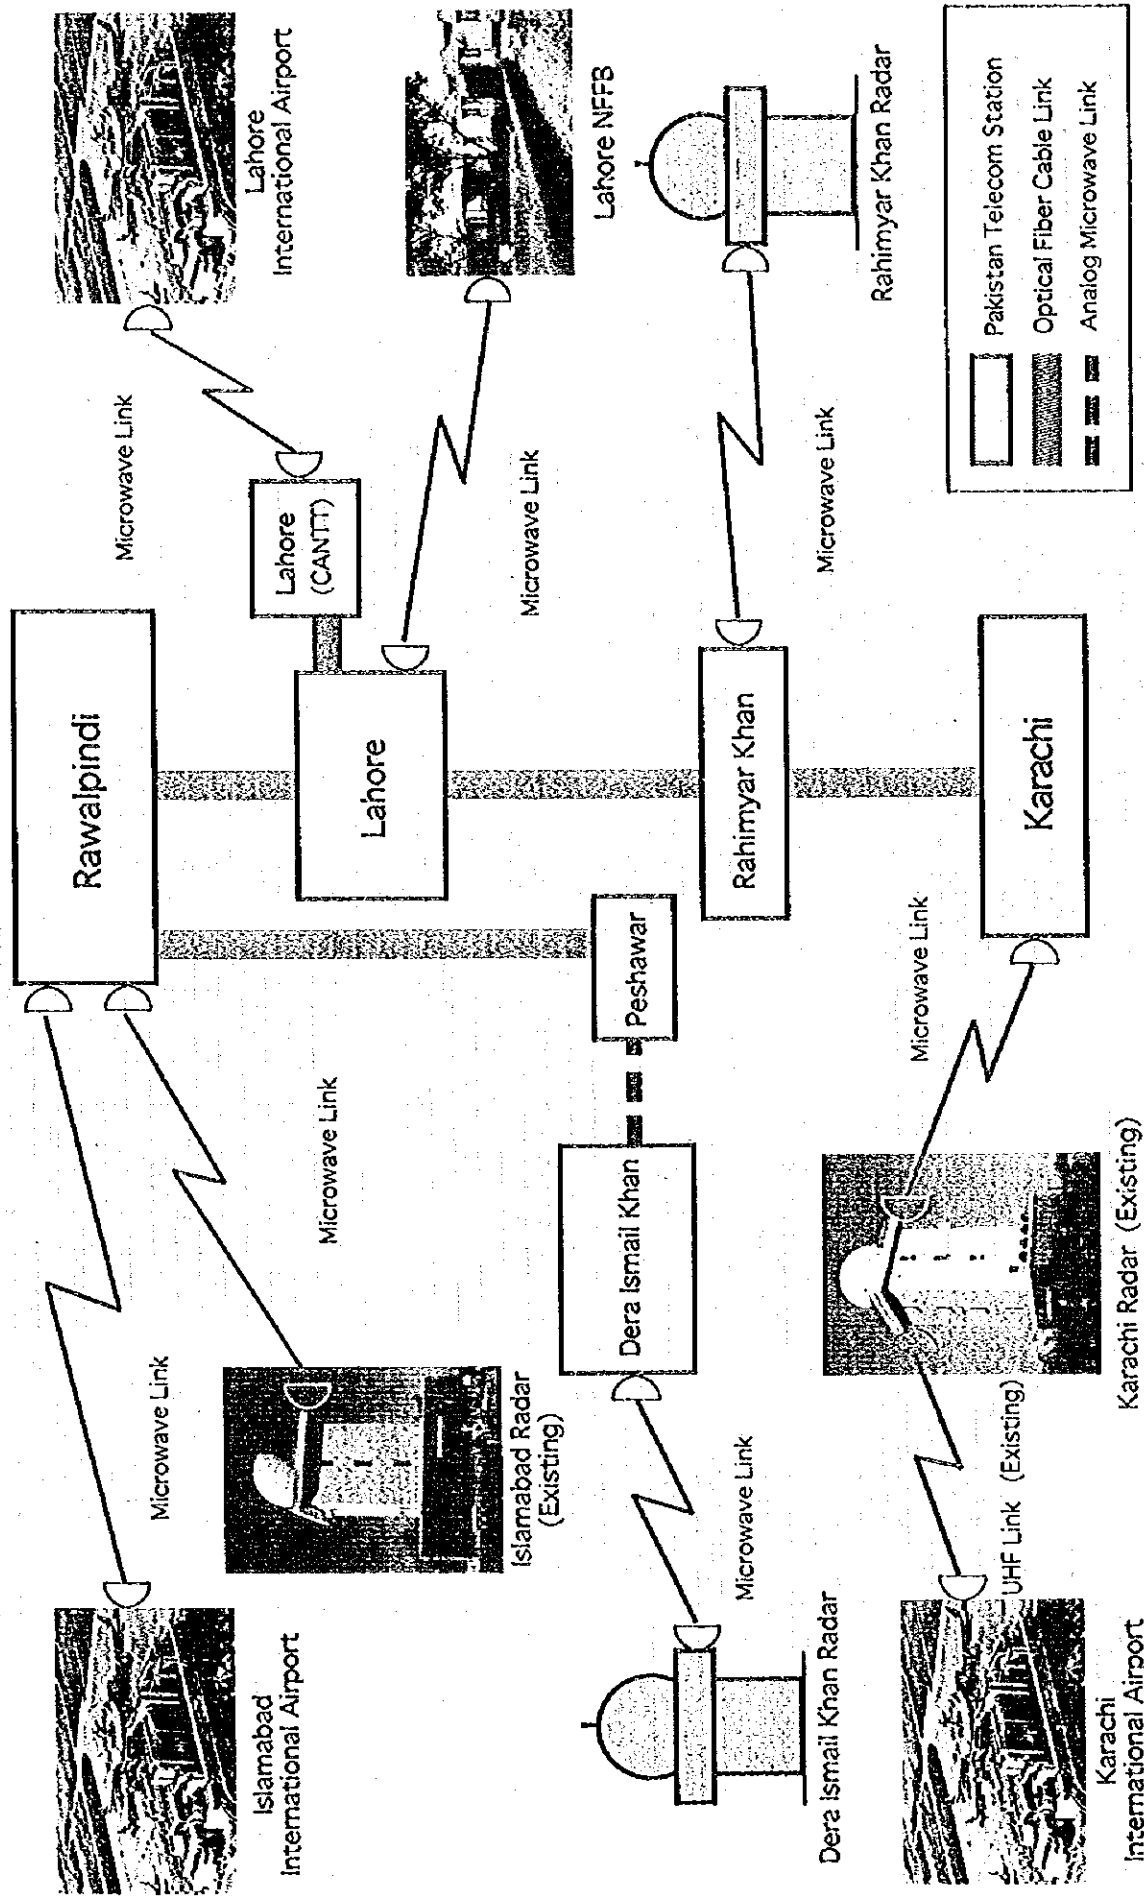 Islamabad
International Airport
Microwave Link
Rawalpindi
Microwave Link
Lahore
International Airport
Islamabad Radar
(Existing)
Microwave Link
Lahore
(CANTT)
Lahore
Microwave Link
Lahore NFFB
Dera Ismail Khan Radar
Microwave Link
Dera Ismail Khan
Peshawar
Rahimyar Khan
Microwave Link
Rahimyar Khan Radar
Karachi
International Airport
UHF Link (Existing)
Karachi Radar (Existing)
Microwave Link
Karachi
Pakistan Telecom Station
Optical Fiber Cable Link
Analog Microwave Link